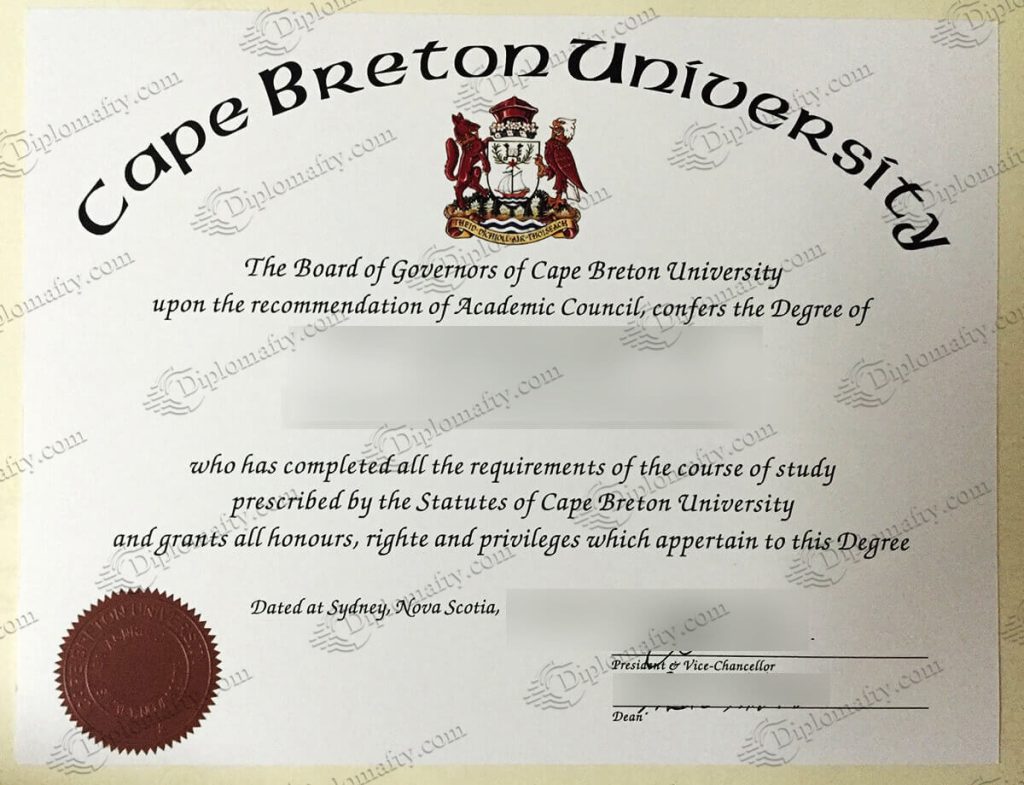 Cape Breton University
The Board of Governors of Cape Breton University
upon the recommendation of Academic Council, confers the Degree of
who has completed all the requirements of the course of study
prescribed by the Statutes of Cape Breton University
and grants all honours, righte and privileges which appertain to this Degree
Dated at Sydney, Nova Scotia,
President & Vice-Chancellor
Dean
Diplomafty.com